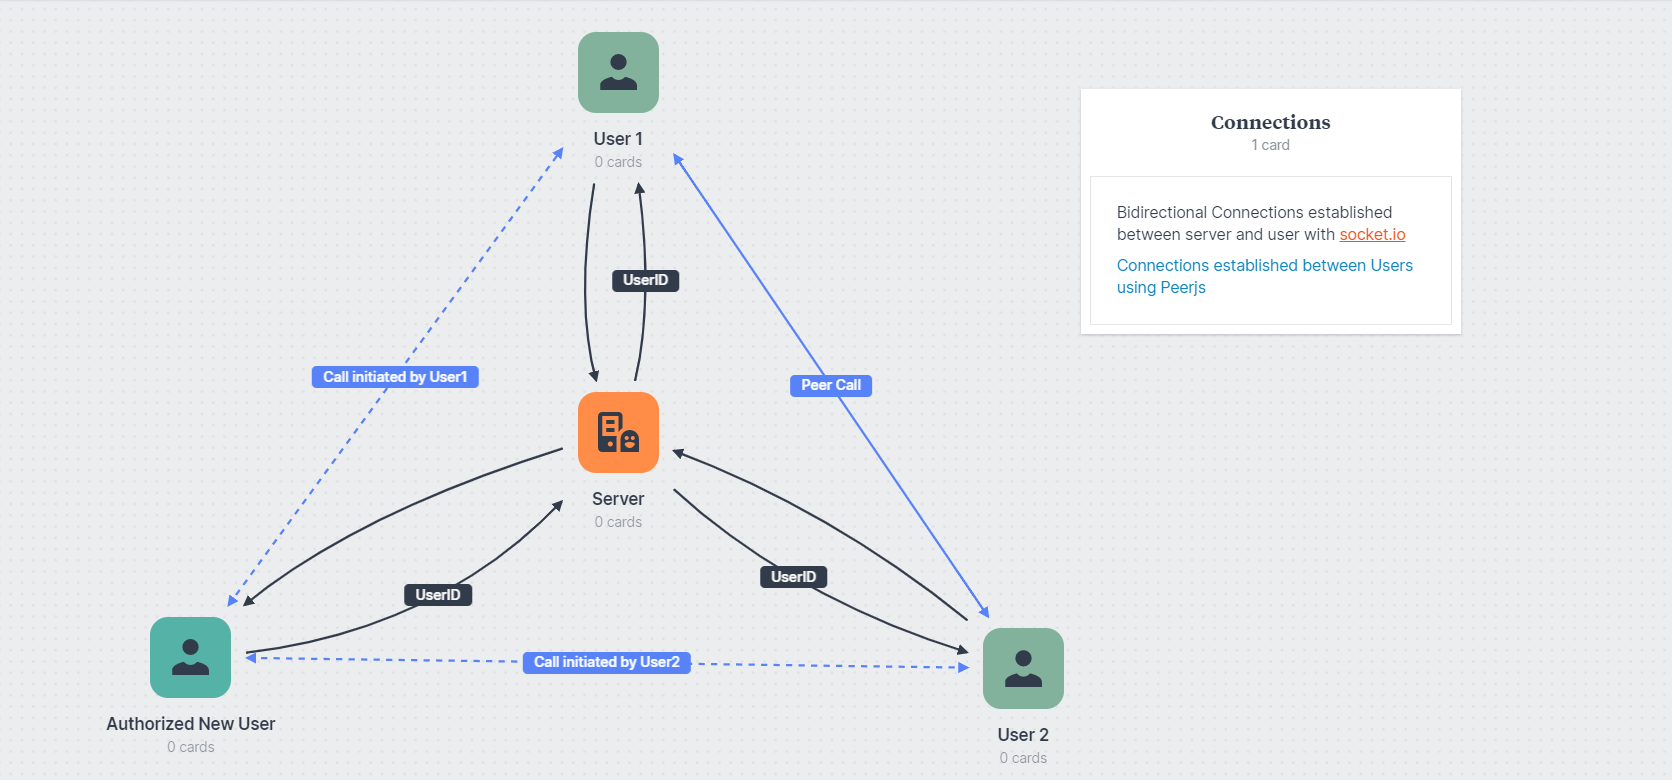 User 1
0 cards
Connections
1 card
Bidirectional Connections established
between server and user with socket.io
Connections established between Users
using Peerjs
UserID
Call initiated by User1
Peer Call
Server
0 cards
UserID
UserID
Call initiated by User2
Authorized New User
0 cards
User 2
0 cards